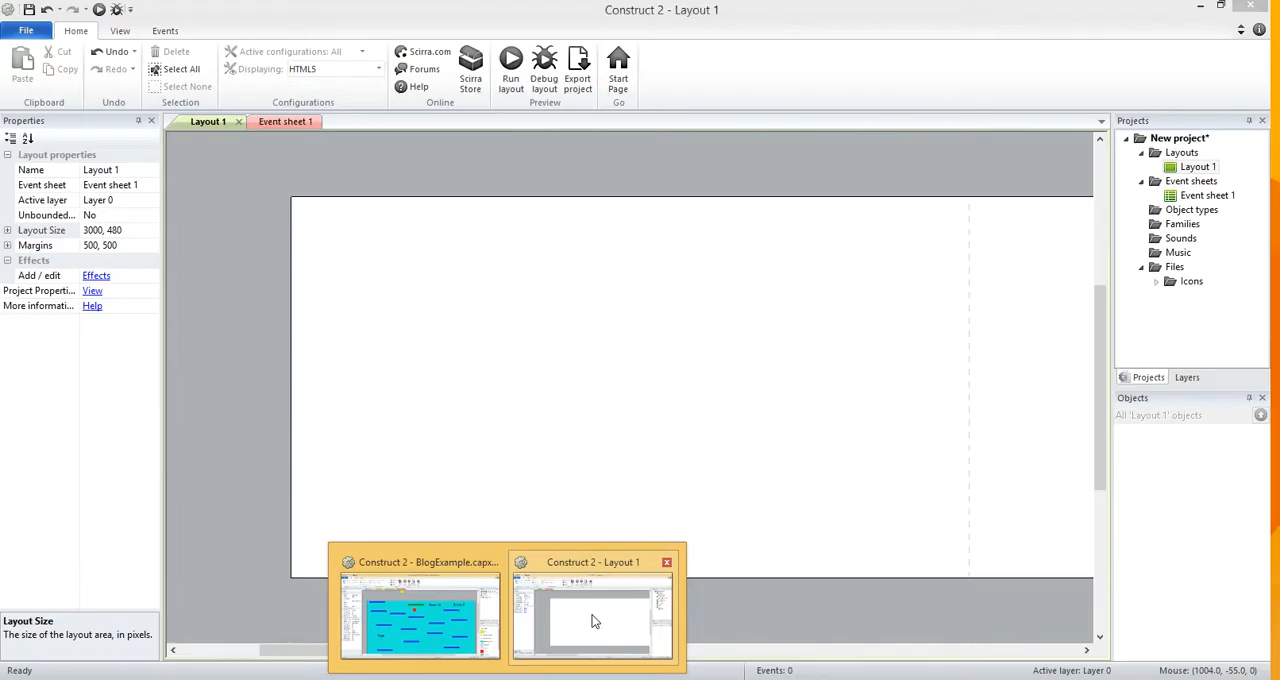 Construct 2 - Layout 1
File
Home
View
Events
Paste
Cut
Copy
Clipboard
Undo
Redo
Undo
Delete
Select All
Select None
Selection
Active configurations: All
Displaying: HTML5
Configurations
Scirra.com
Forums
Help
Scirra Store
Online
Run layout
Debug layout
Export project
Preview
Start Page
Go
Properties
Layout 1
Event sheet 1
Projects
Layout properties
Name Layout 1
Event sheet Event sheet 1
Active layer Layer 0
Unbounded... No
Layout Size 3000, 480
Margins 500, 500
Effects
Add / edit Effects
Project Properti... View
More informati... Help
New project*
Layouts
Layout 1
Event sheets
Event sheet 1
Object types
Families
Sounds
Music
Files
Icons
Projects
Layers
Objects
All 'Layout 1' objects
Construct 2 - BlogExample.capx...
Construct 2 - Layout 1
Layout Size
The size of the layout area, in pixels.
Ready
Events: 0
Active layer: Layer 0
Mouse: (1004.0, -55.0, 0)